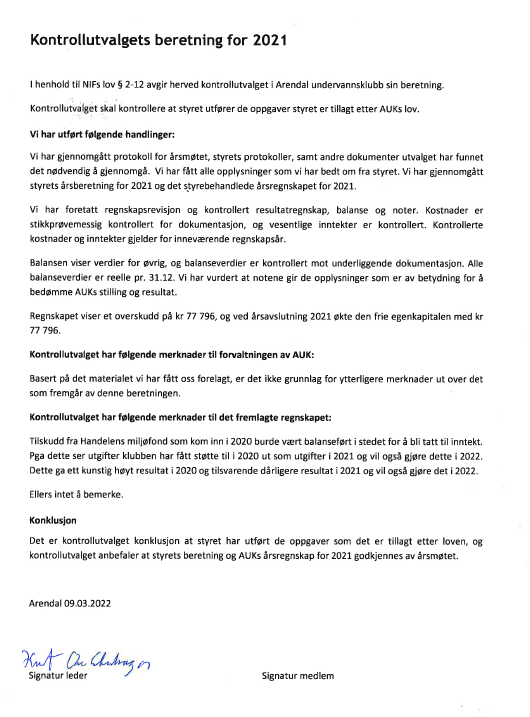 Kontrollutvalgets beretning for 2021
I henhold til NIFs lov § 2-12 avgir herved kontrollutvalget i Arendal undervannsklubb sin beretning.
Kontrollutvalget skal kontrollere at styret utfører de oppgaver styret er tillagt etter AUKs lov.
Vi har utført følgende handlinger:
Vi har gjennomgått protokoll for årsmøtet, styrets protokoller, samt andre dokumenter utvalget har funnet
det nødvendig å gjennomgå. Vi har fått alle opplysninger som vi har bedt om fra styret. Vi har gjennomgått
styrets årsberetning for 2021 og det styrebehandlede årsregnskapet for 2021.
Vi har foretatt regnskapsrevisjon og kontrollert resultatregnskap, balanse og noter. Kostnader er
stikkprøvemessig kontrollert for dokumentasjon, og vesentlige inntekter er kontrollert. Kontrollerte
kostnader og inntekter gjelder for inneværende regnskapsår.
Balansen viser verdier for øvrig, og balanseverdier er kontrollert mot underliggende dokumentasjon. Alle
balanseverdier er reelle pr. 31.12. Vi har vurdert at notene gir de opplysninger som er av betydning for å
bedømme AUKs stilling og resultat.
Regnskapet viser et overskudd på kr 77 796, og ved årsavslutning 2021 økte den frie egenkapitalen med kr
77 796.
Kontrollutvalget har følgende merknader til forvaltningen av AUK:
Basert på det materialet vi har fått oss forelagt, er det ikke grunnlag for ytterligere merknader ut over det
som fremgår av denne beretningen.
Kontrollutvalget har følgende merknader til det fremlagte regnskapet:
Tilskudd fra Handelens miljøfond som kom inn i 2020 burde vært balanseført i stedet for å bli tatt til inntekt.
Pga dette ser utgifter klubben har fått støtte til i 2020 ut som utgifter i 2021 og vil også gjøre dette i 2022.
Dette ga ett kunstig høyt resultat i 2020 og tilsvarende dårligere resultat i 2021 og vil også gjøre det i 2022.
Ellers intet å bemerke.
Konklusjon
Det er kontrollutvalget konklusjon at styret har utført de oppgaver som det er tillagt etter loven, og
kontrollutvalget anbefaler at styrets beretning og AUKs årsregnskap for 2021 godkjennes av årsmøtet.
Arendal 09.03.2022
Signatur leder
Signatur medlem